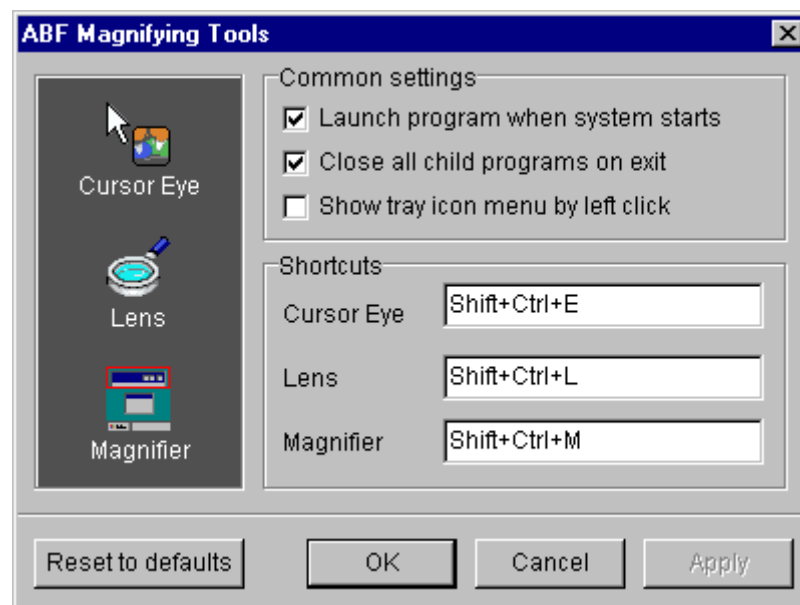 ABF Magnifying Tools
Cursor Eye
Lens
Magnifier
Common settings
Launch program when system starts
Close all child programs on exit
Show tray icon menu by left click
Shortcuts
Cursor Eye Shift+Ctrl+E
Lens Shift+Ctrl+L
Magnifier Shift+Ctrl+M
Reset to defaults OK Cancel Apply